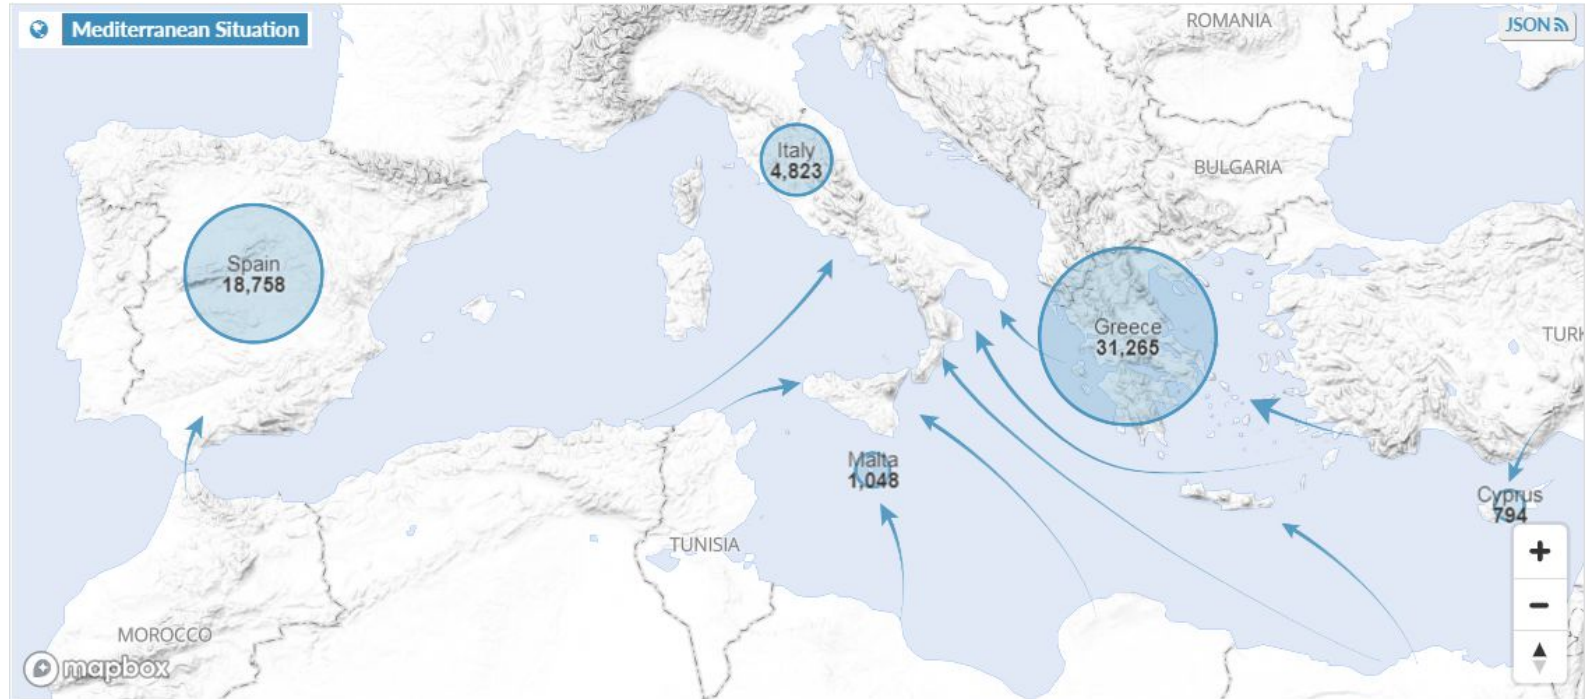 Mediterranean Situation
ROMANIA
JSON
Italy
4,823
BULGARIA
Spain
18,758
Greece
31,265
TURK
Malta
1,048
Cyprus
794
TUNISIA
+
−
MOROCCO
mapbox